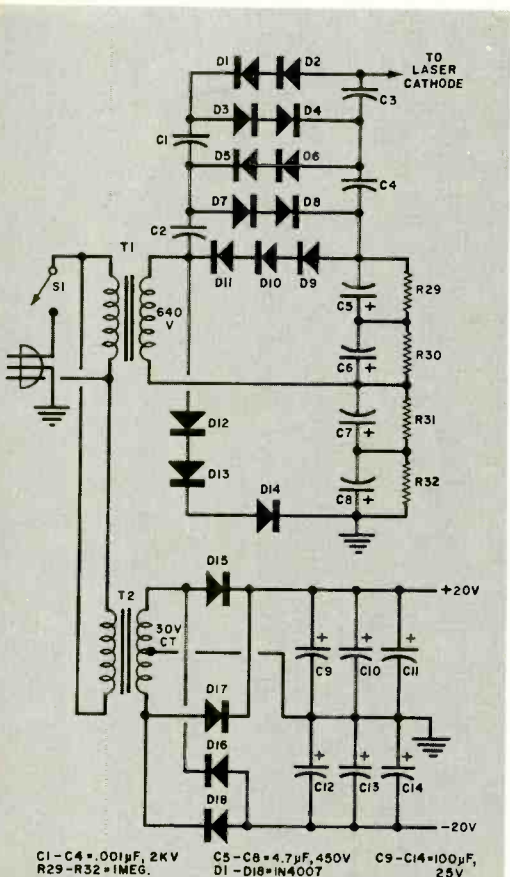 D1 D2
TO
LASER
CATHODE
C3
D3 D4
C1
D5 D6
C4
D7 D8
C2
T1
S1
640
V
D11 D10 D9
R29
C5 +
R30
C6 +
R31
C7 +
D12
R32
D13
C8 +
D14
D15
T2
+20V
30V
CT
+ + +
C9 C10 C11
D17
D16
+ + +
C12 C13 C14
D18
-20V
C1-C4=.001µF, 2KV C5-C8=4.7µF, 450V C9-C14=100µF,
R29-R32=1MEG. D1-D18=1N4007 25V